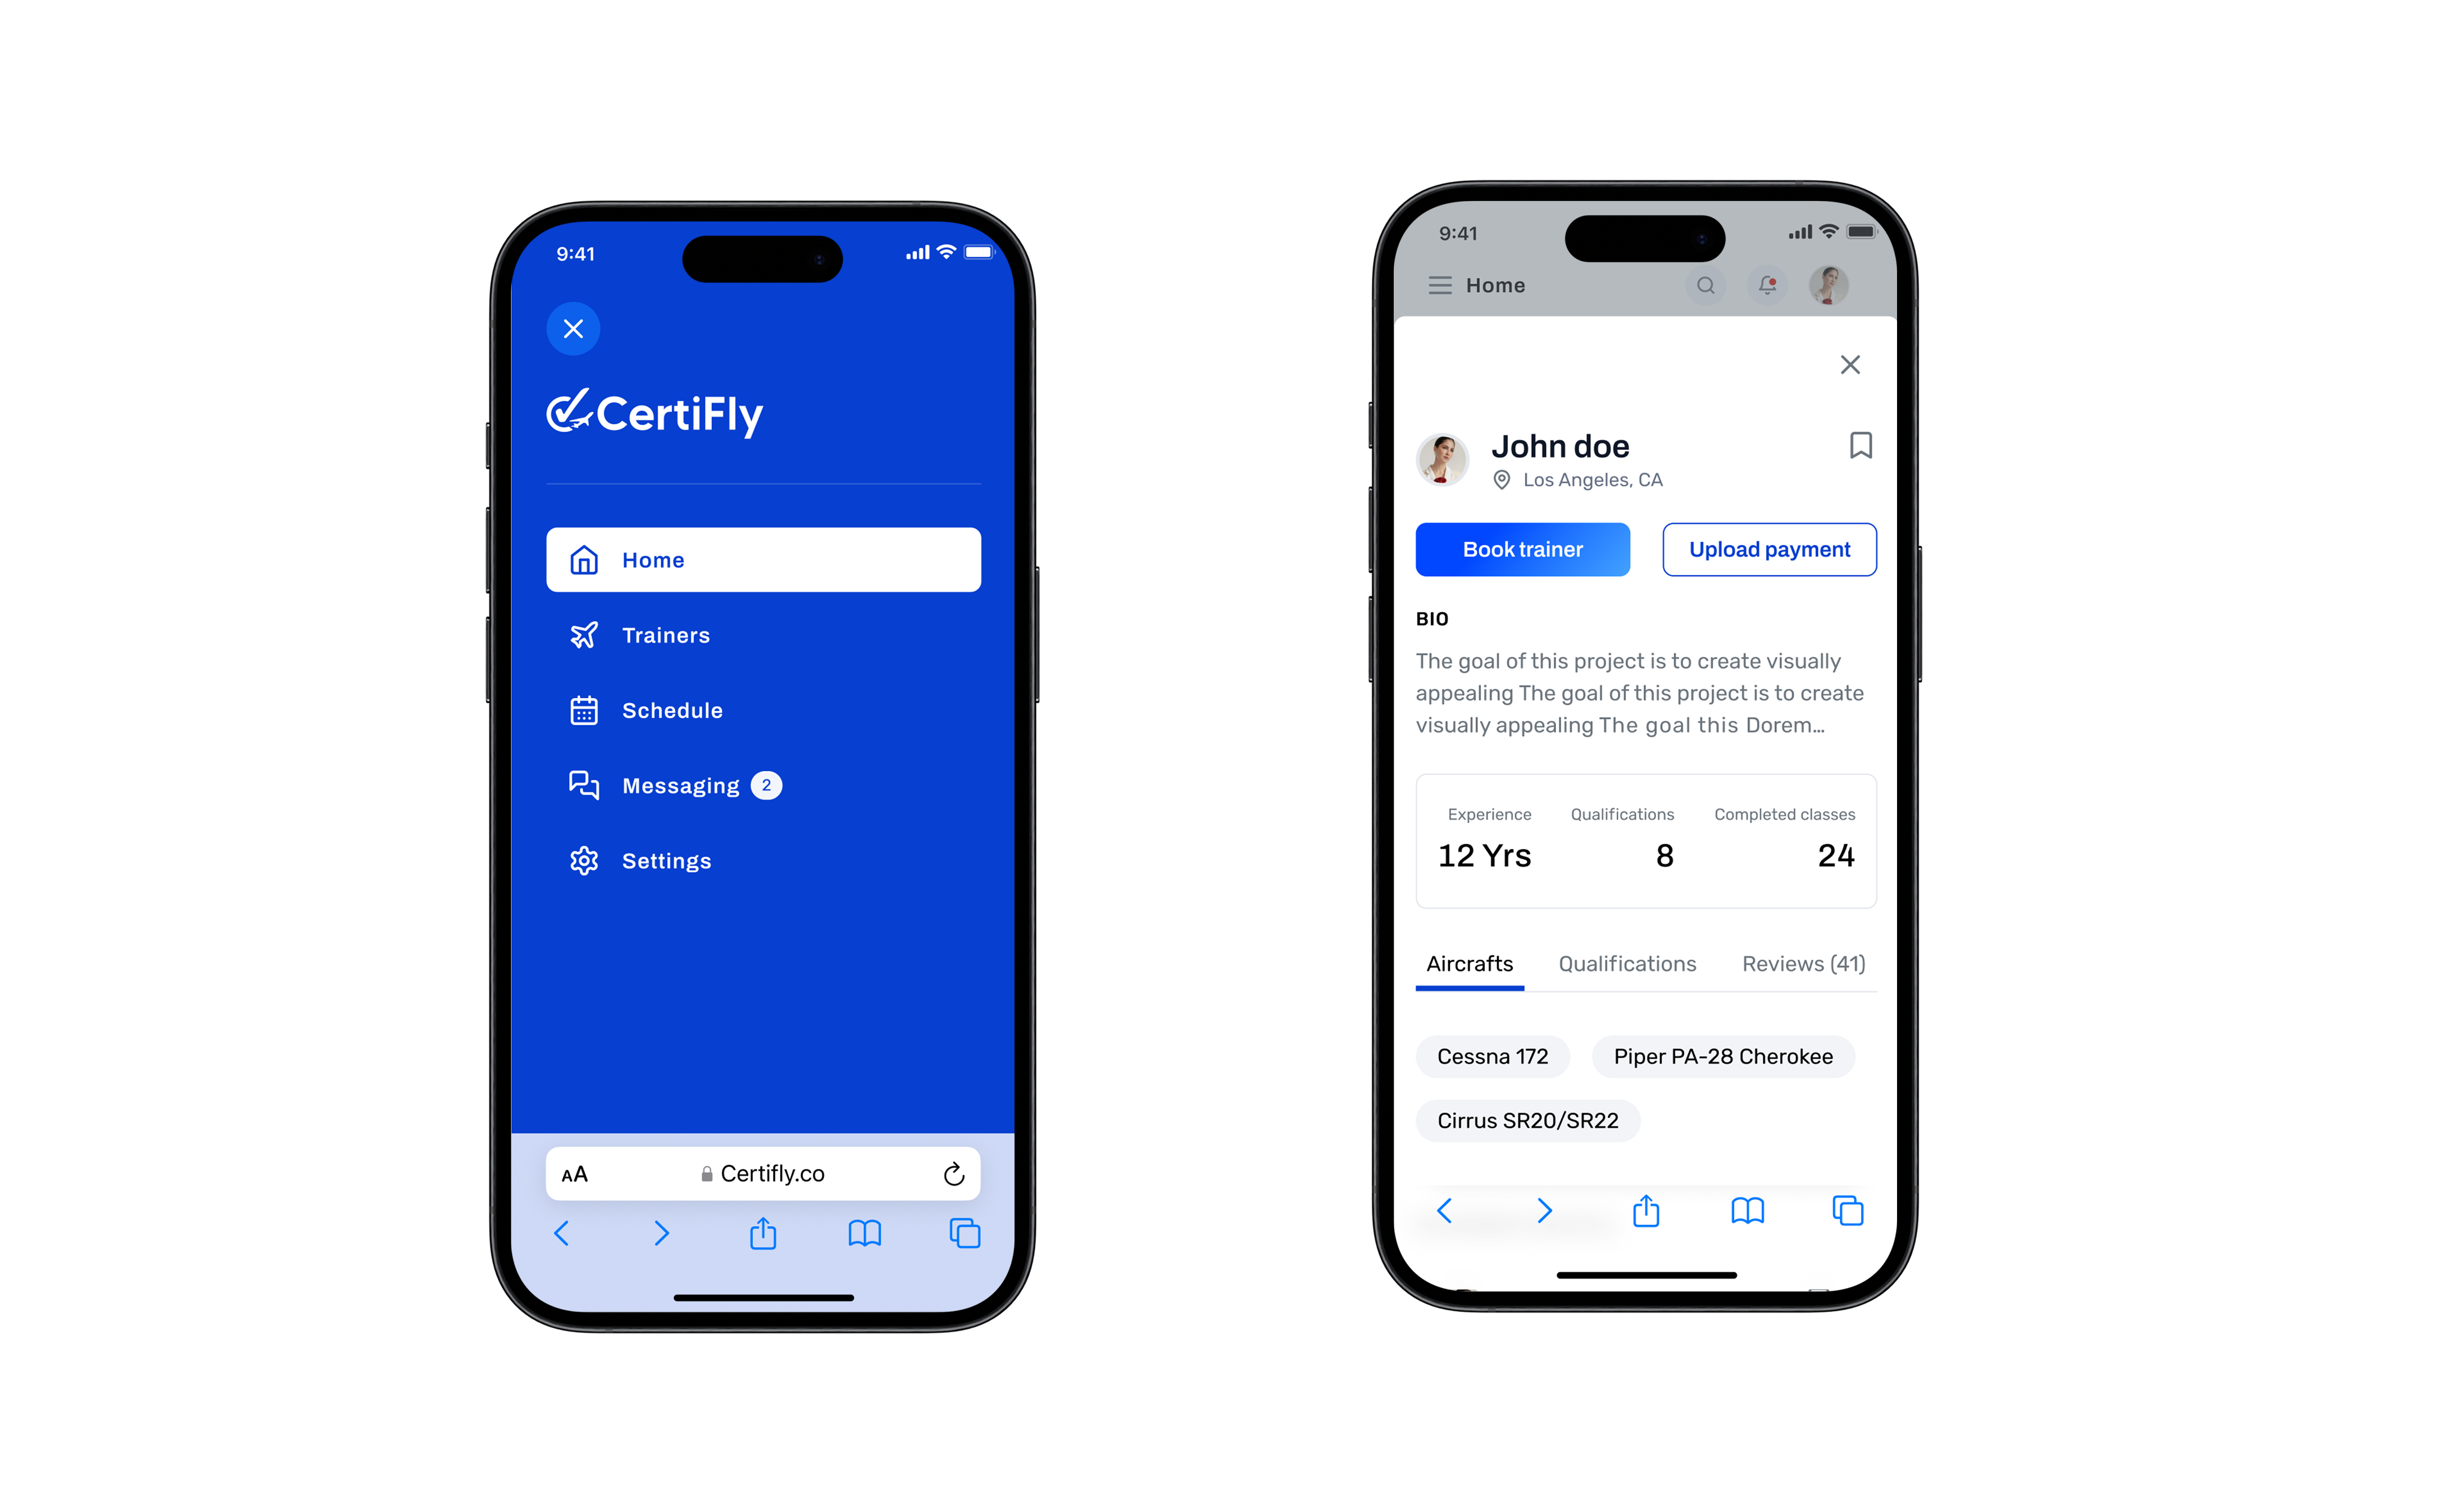 9:41
CertiFly
Home
Trainers
Schedule
Messaging 2
Settings
AA Certifly.co
9:41
Home
John doe
Los Angeles, CA
Book trainer Upload payment
BIO
The goal of this project is to create visually
appealing The goal of this project is to create
visually appealing The goal this Dorem...
Experience Qualifications Completed classes
12 Yrs 8 24
Aircrafts Qualifications Reviews (41)
Cessna 172 Piper PA-28 Cherokee
Cirrus SR20/SR22